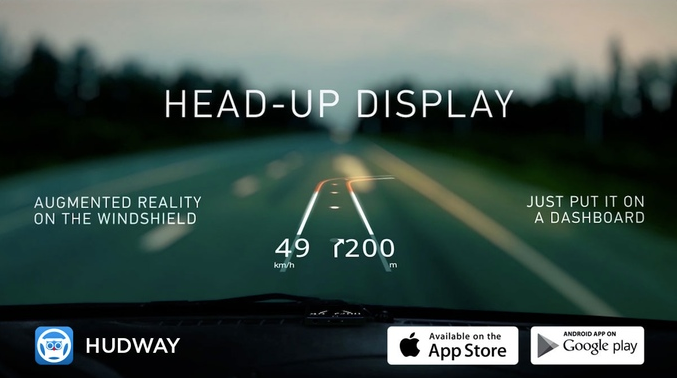 HEAD-UP DISPLAY
AUGMENTED REALITY
ON THE WINDSHIELD
JUST PUT IT ON
A DASHBOARD
49 200
km/h m
HUDWAY
Available on the
App Store
ANDROID APP ON
Google play